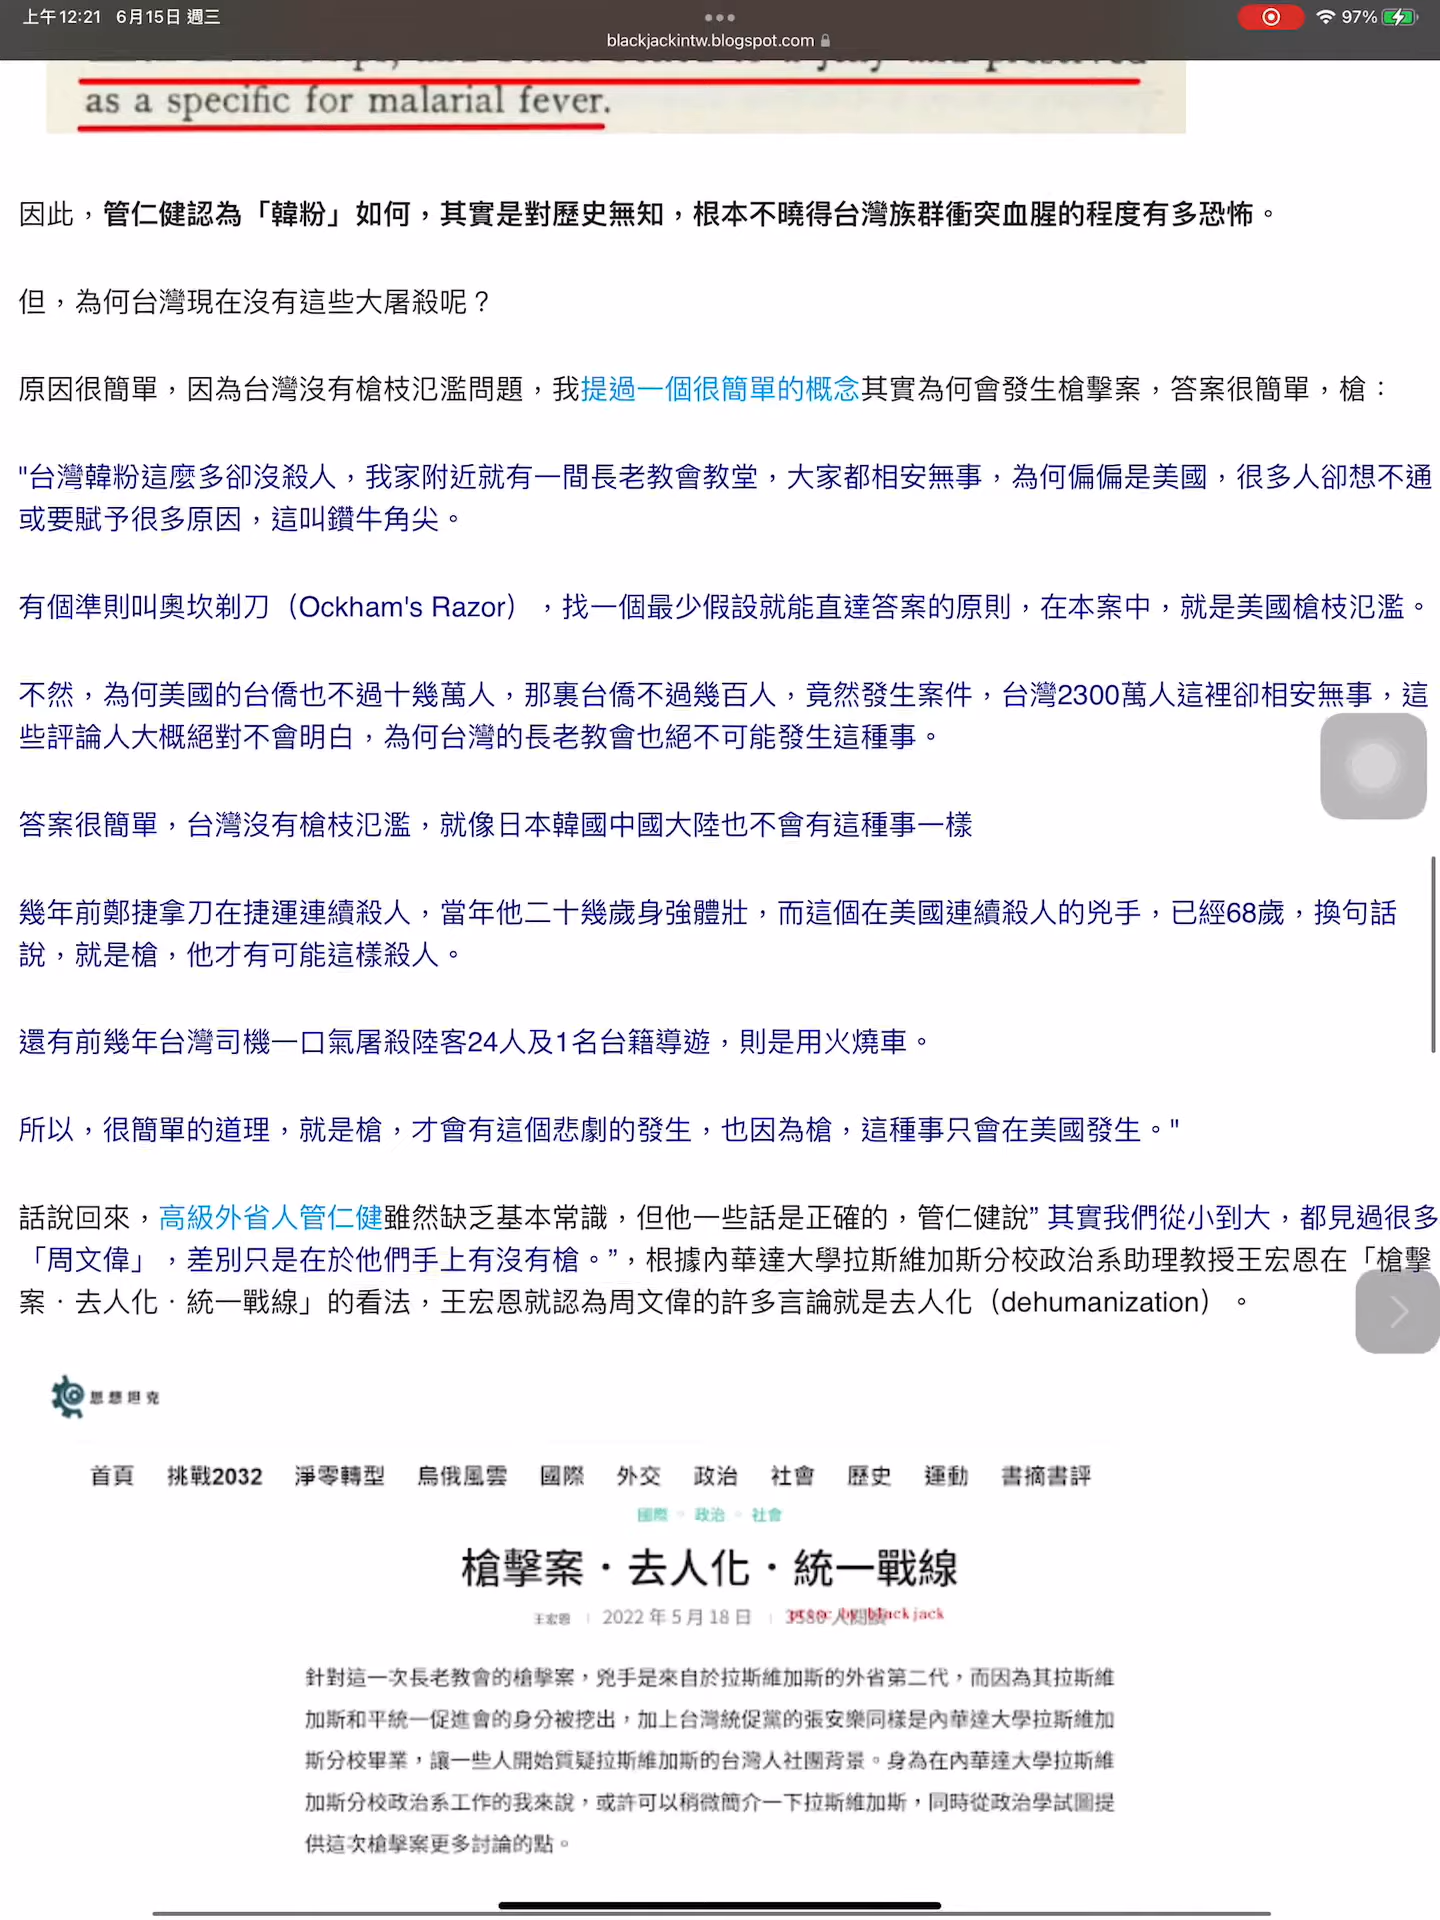 上午12:21 6月15日 週三
97%
blackjackintw.blogspot.com
as a specific for malarial fever.
因此，管仁健認為「韓粉」如何，其實是對歷史無知，根本不曉得台灣族群衝突血腥的程度有多恐怖。
但，為何台灣現在沒有這些大屠殺呢？
原因很簡單，因為台灣沒有槍枝氾濫問題，我提過一個很簡單的概念其實為何會發生槍擊案，答案很簡單，槍：
"台灣韓粉這麼多卻沒殺人，我家附近就有一間長老教會教堂，大家都相安無事，為何偏偏是美國，很多人卻想不通
或要賦予很多原因，這叫鑽牛角尖。
有個準則叫奧坎剃刀（Ockham's Razor），找一個最少假設就能直達答案的原則，在本案中，就是美國槍枝氾濫。
不然，為何美國的台僑也不過十幾萬人，那裏台僑不過幾百人，竟然發生案件，台灣2300萬人這裡卻相安無事，這
些評論人大概絕對不會明白，為何台灣的長老教會也絕不可能發生這種事。
答案很簡單，台灣沒有槍枝氾濫，就像日本韓國中國大陸也不會有這種事一樣
幾年前鄭捷拿刀在捷運連續殺人，當年他二十幾歲身強體壯，而這個在美國連續殺人的兇手，已經68歲，換句話
說，就是槍，他才有可能這樣殺人。
還有前幾年台灣司機一口氣屠殺陸客24人及1名台籍導遊，則是用火燒車。
所以，很簡單的道理，就是槍，才會有這個悲劇的發生，也因為槍，這種事只會在美國發生。"
話說回來，高級外省人管仁健雖然缺乏基本常識，但他一些話是正確的，管仁健說” 其實我們從小到大，都見過很多
「周文偉」，差別只是在於他們手上有沒有槍。”，根據內華達大學拉斯維加斯分校政治系助理教授王宏恩在「槍擊
案．去人化．統一戰線」的看法，王宏恩就認為周文偉的許多言論就是去人化（dehumanization）。
思想坦克
首頁 挑戰2032 淨零轉型 烏俄風雲 國際 外交 政治 社會 歷史 運動 書摘書評
國際 政治 社會
槍擊案．去人化．統一戰線
王宏恩 | 2022 年 5 月 18 日 | blackjack
針對這一次長老教會的槍擊案，兇手是來自於拉斯維加斯的外省第二代，而因為其拉斯維
加斯和平統一促進會的身分被挖出，加上台灣統促黨的張安樂同樣是內華達大學拉斯維加
斯分校畢業，讓一些人開始質疑拉斯維加斯的台灣人社團背景。身為在內華達大學拉斯維
加斯分校政治系工作的我來說，或許可以稍微簡介一下拉斯維加斯，同時從政治學試圖提
供這次槍擊案更多討論的點。